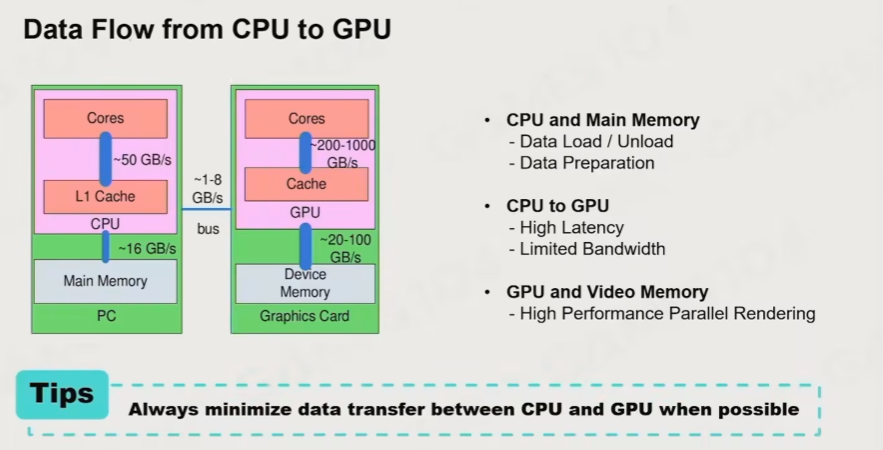 Data Flow from CPU to GPU
Cores
~50 GB/s
L1 Cache
CPU
~16 GB/s
Main Memory
PC
~1-8
GB/s
bus
Cores
~200-1000
GB/s
Cache
GPU
~20-100
GB/s
Device
Memory
Graphics Card
• CPU and Main Memory
- Data Load / Unload
- Data Preparation
• CPU to GPU
- High Latency
- Limited Bandwidth
• GPU and Video Memory
- High Performance Parallel Rendering
Tips
Always minimize data transfer between CPU and GPU when possible